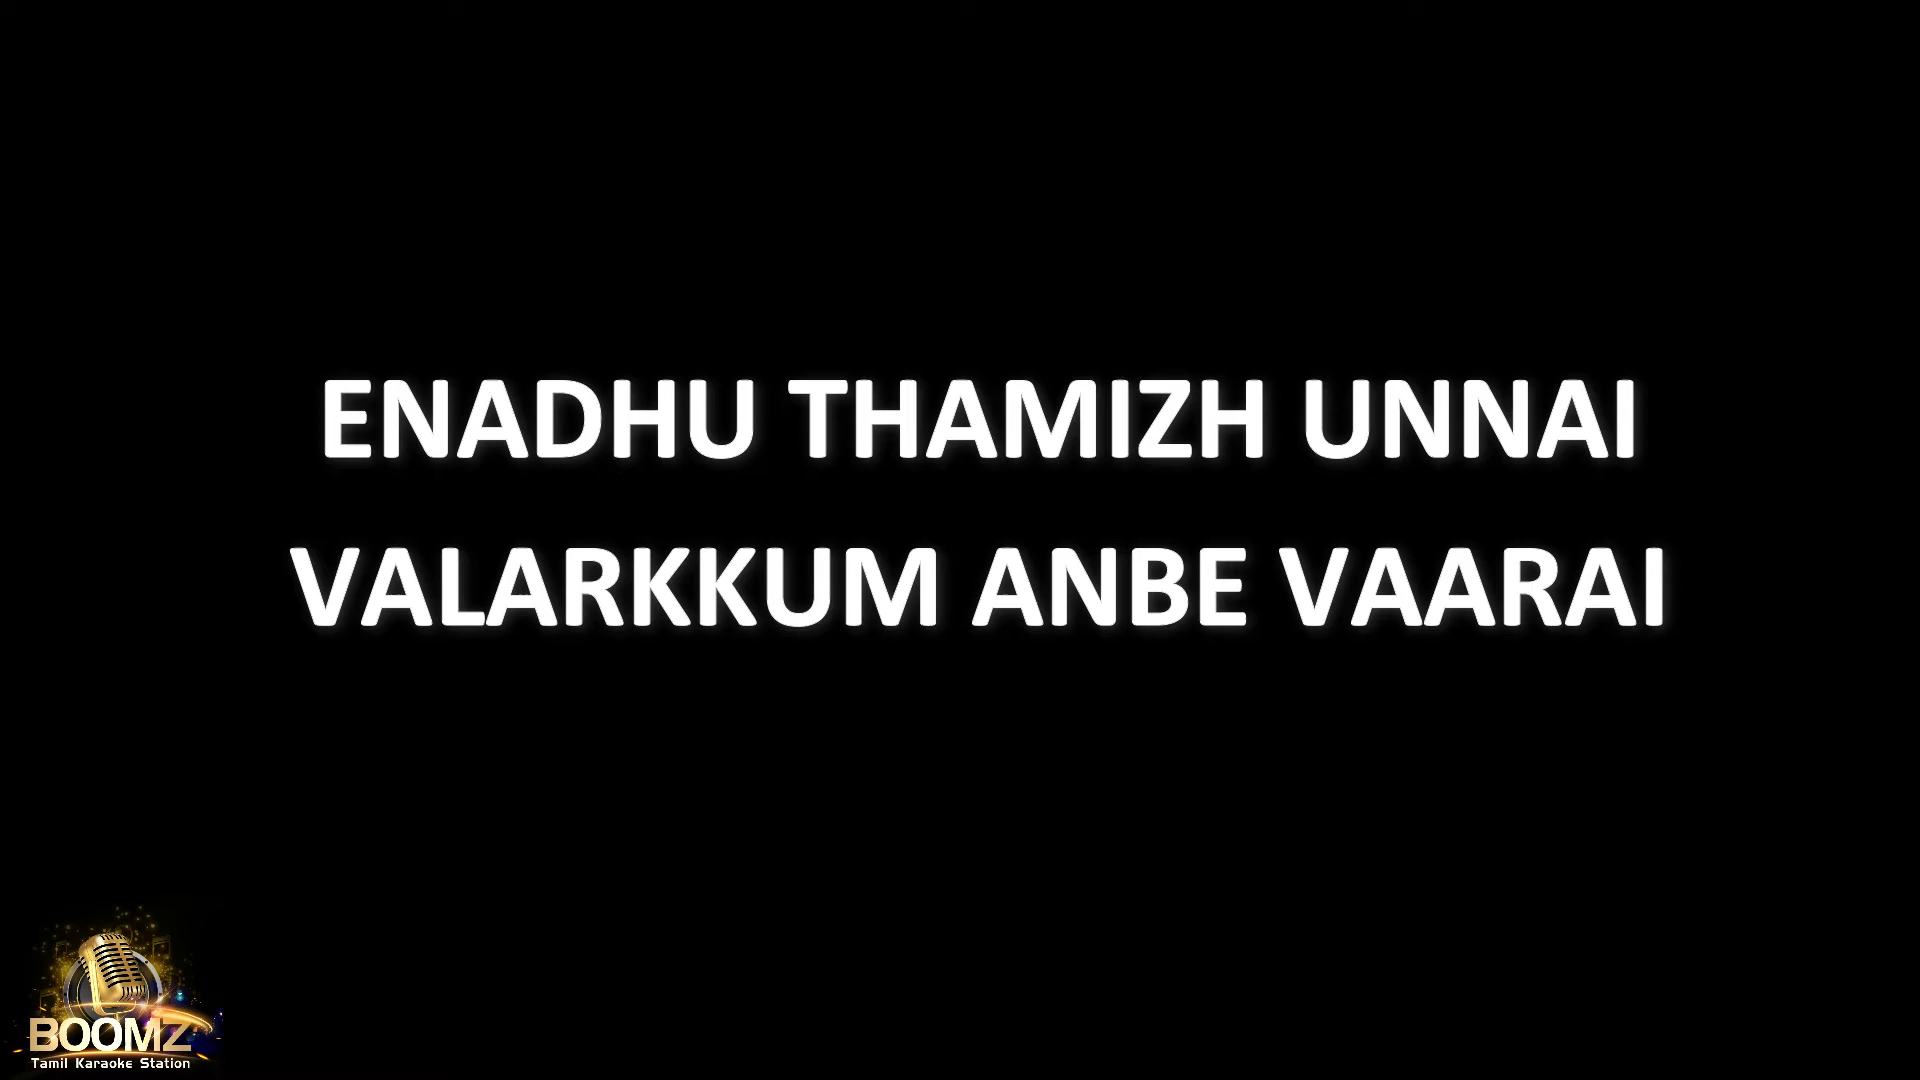 ENADHU THAMIZH UNNAI
VALARKKUM ANBE VAARAI
BOOMZ
Tamil Karaoke Station